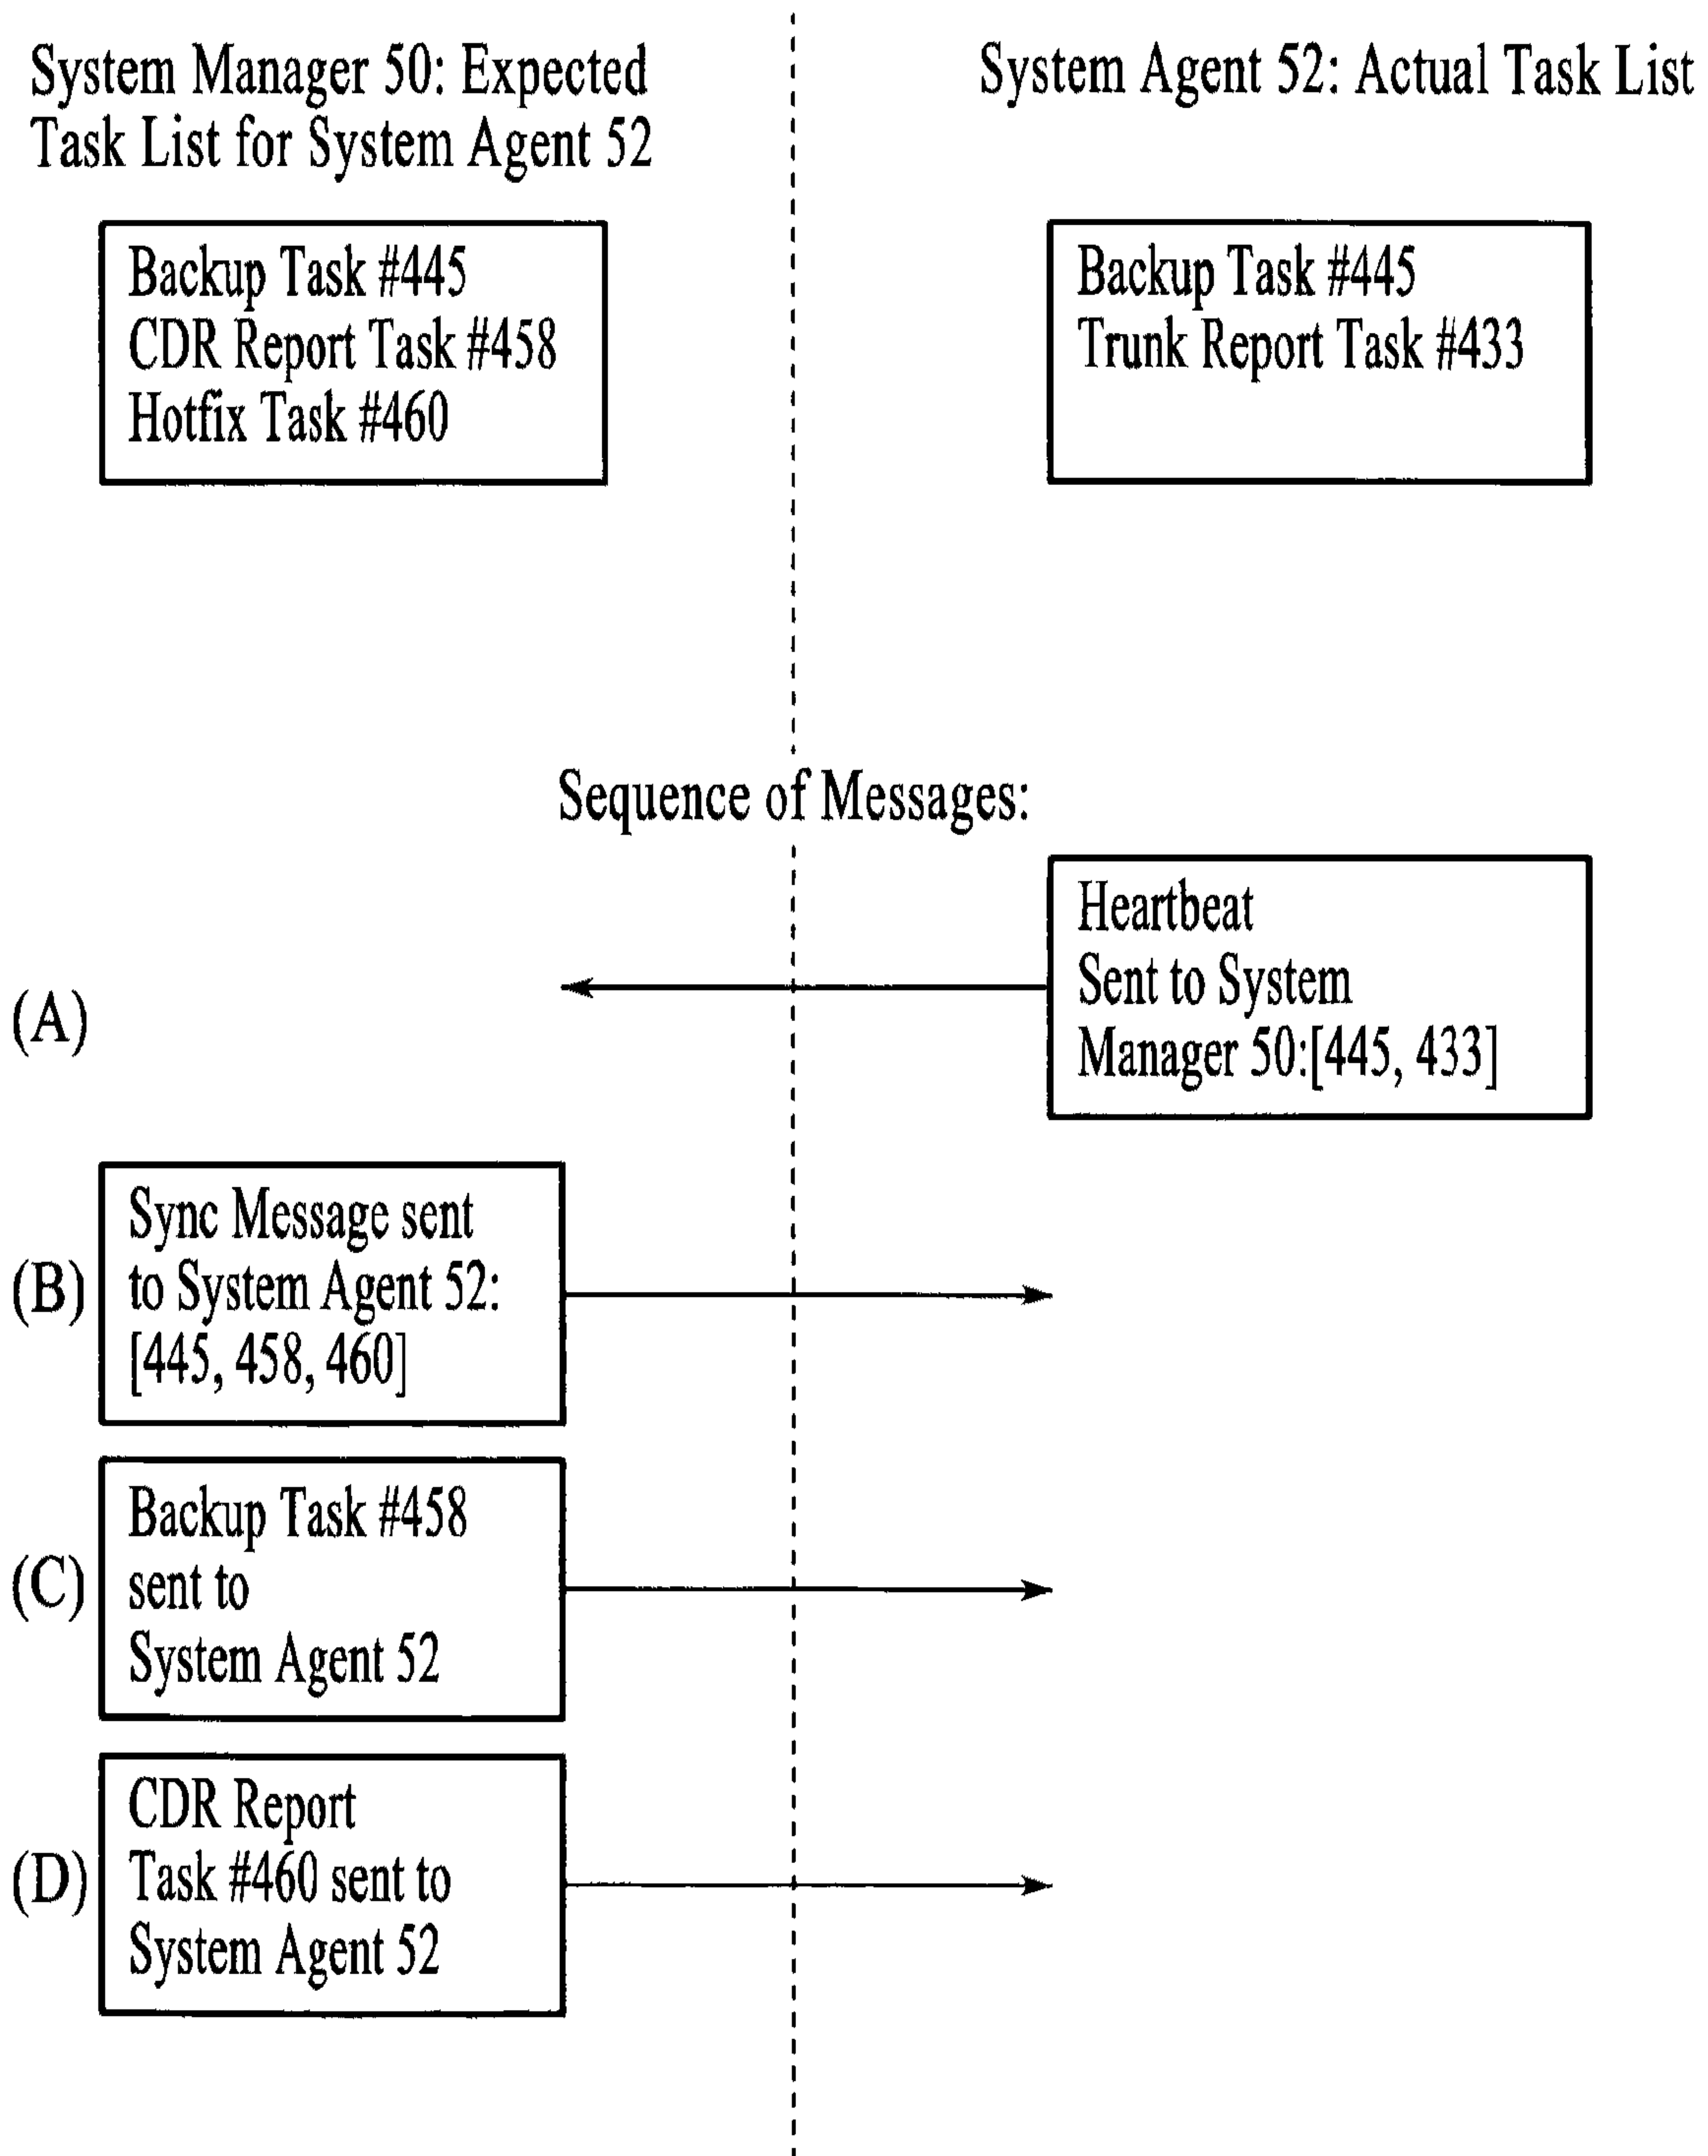 System Manager 50: Expected
Task List for System Agent 52
System Agent 52: Actual Task List
Backup Task #445
CDR Report Task #458
Hotfix Task #460
Backup Task #445
Trunk Report Task #433
Sequence of Messages:
(A)
Heartbeat
Sent to System
Manager 50:[445, 433]
(B)
Sync Message sent
to System Agent 52:
[445, 458, 460]
(C)
Backup Task #458
sent to
System Agent 52
(D)
CDR Report
Task #460 sent to
System Agent 52